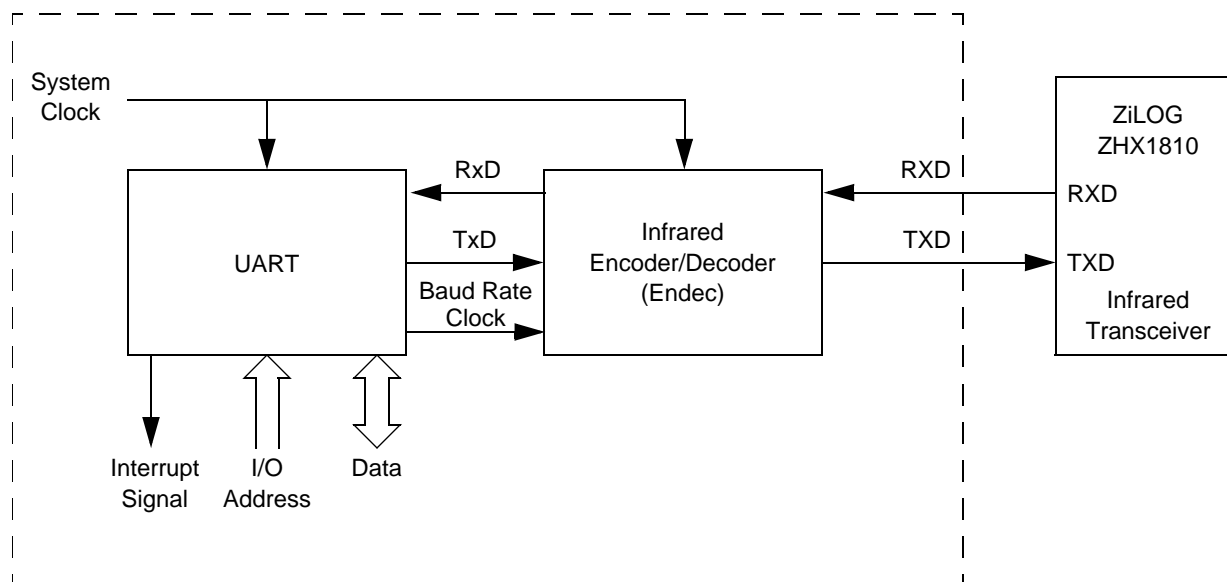 System
Clock
ZiLOG
ZHX1810
RxD
RXD
RXD
UART
TxD
Infrared
Encoder/Decoder
(Endec)
TXD
TXD
Baud Rate
Clock
Infrared
Transceiver
Interrupt
Signal
I/O
Address
Data